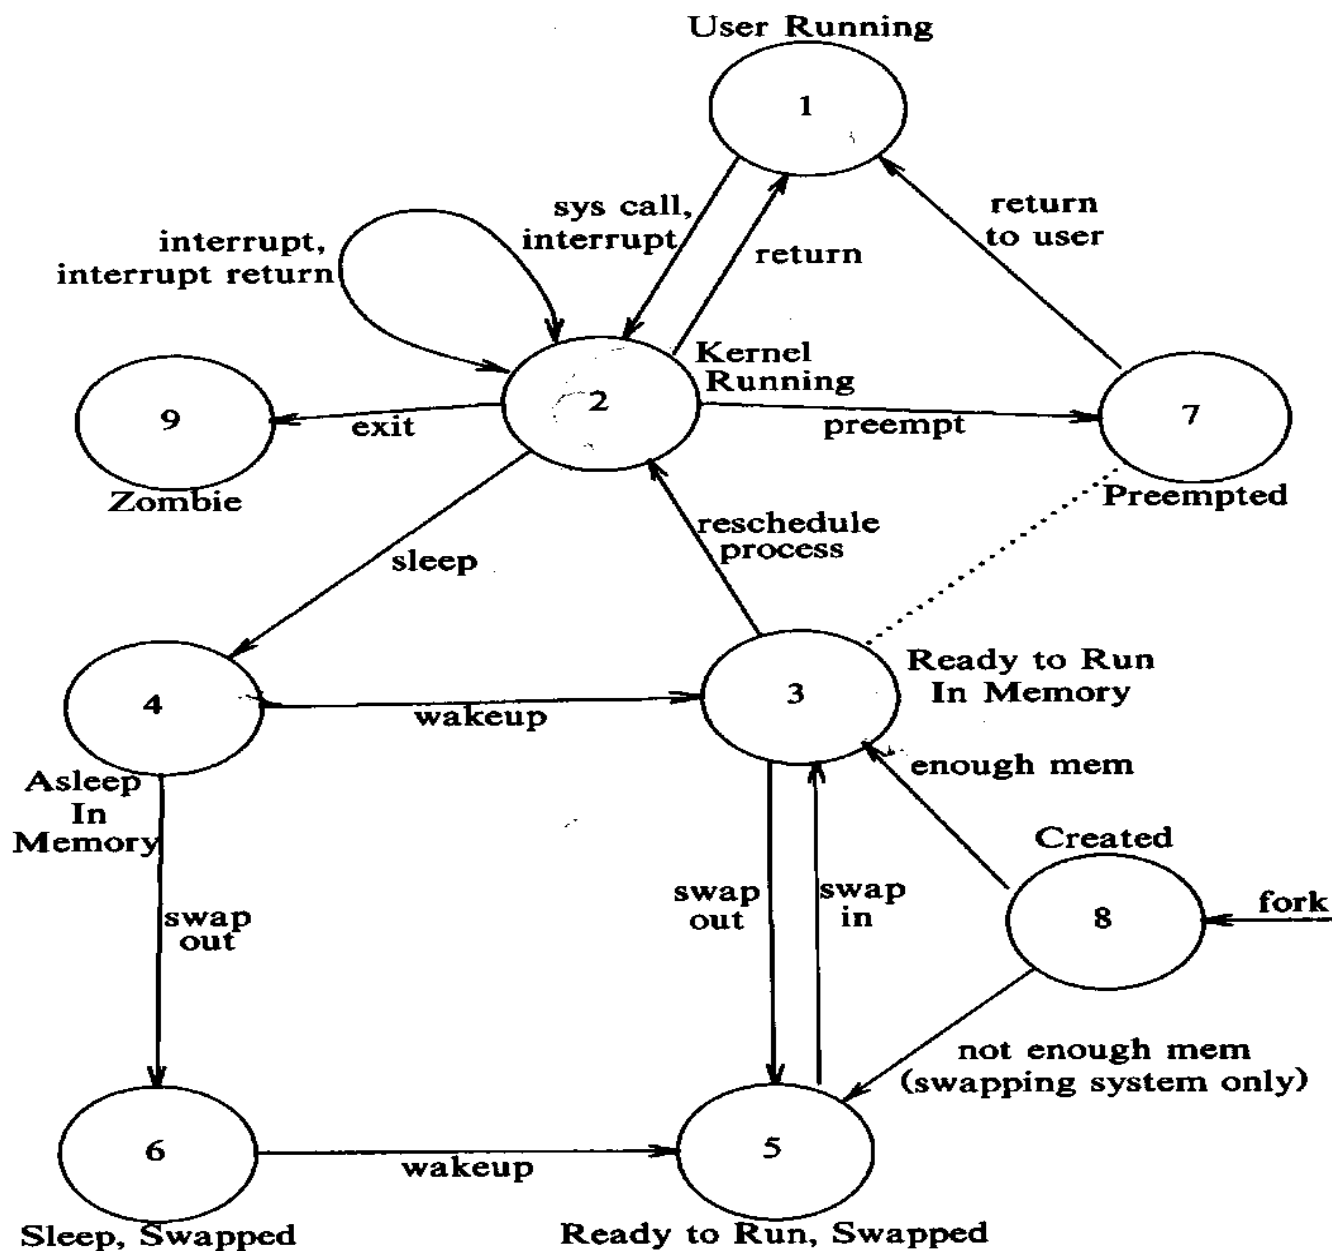 User Running
1
sys call,
interrupt
return
return
to user
interrupt,
interrupt return
Kernel
Running
2
9
exit
Zombie
preempt
7
Preempted
reschedule
process
sleep
4
wakeup
3
Ready to Run
In Memory
Asleep
In
Memory
enough mem
Created
8
fork
swap
out
swap
out
swap
in
not enough mem
(swapping system only)
6
wakeup
5
Sleep, Swapped
Ready to Run, Swapped